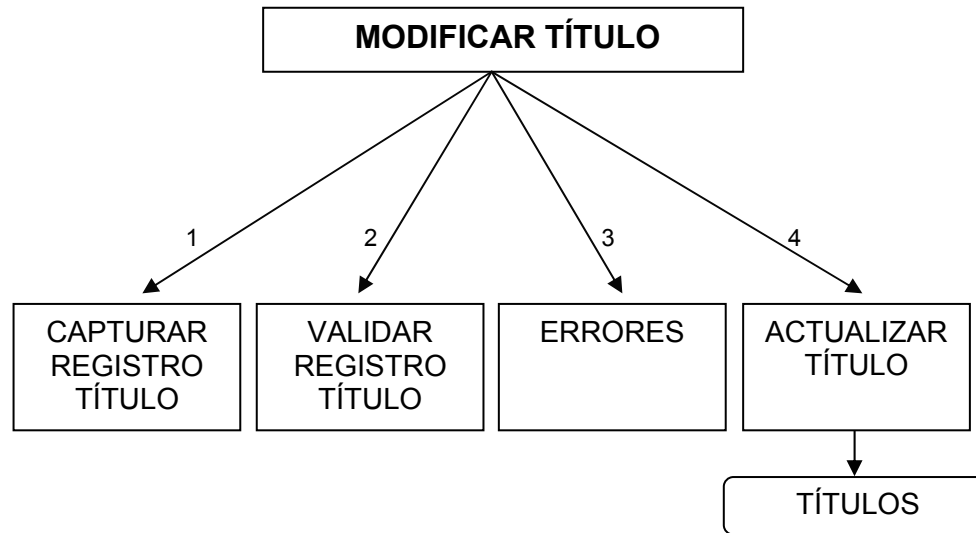 MODIFICAR TÍTULO
1
2
3
4
CAPTURAR
REGISTRO
TÍTULO
VALIDAR
REGISTRO
TÍTULO
ERRORES
ACTUALIZAR
TÍTULO
TÍTULOS